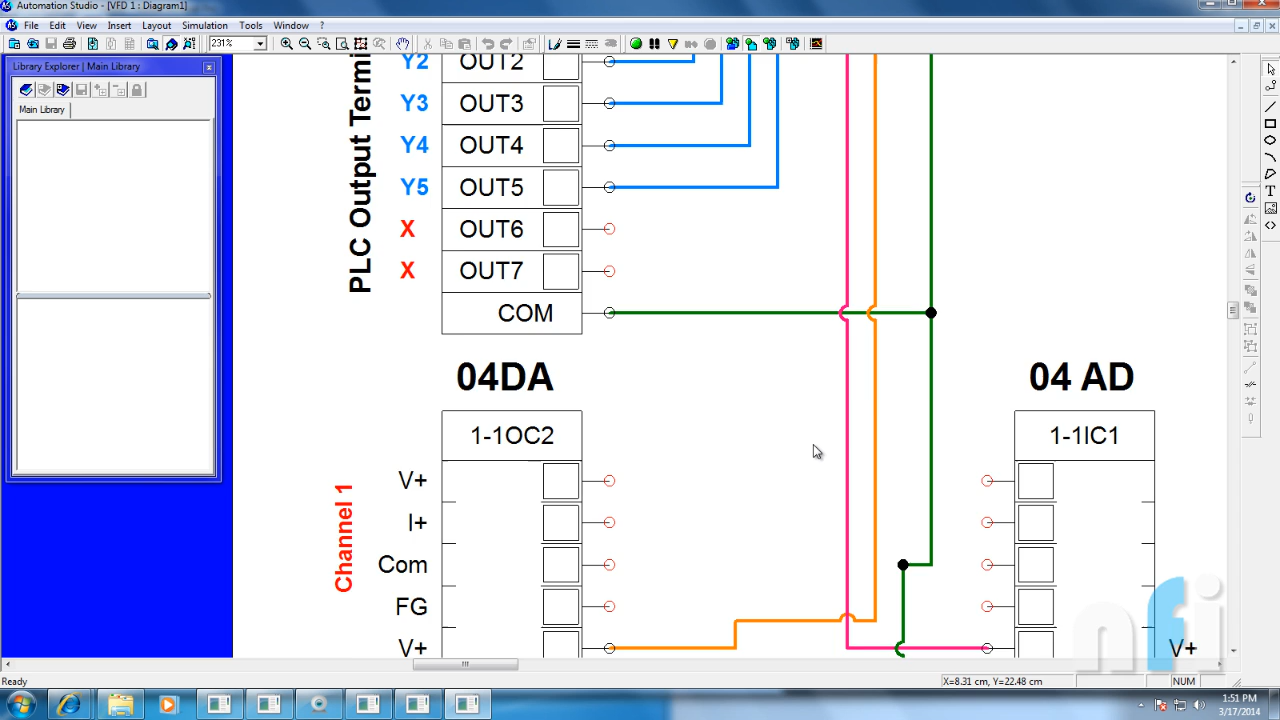 Automation Studio - [VFD 1 : Diagram1]
File Edit View Insert Layout Simulation Tools Window ?
231%
Library Explorer | Main Library
Main Library
PLC Output Termi
Y2 OUT2
Y3 OUT3
Y4 OUT4
Y5 OUT5
X OUT6
X OUT7
COM
04DA
04 AD
1-1OC2
1-1IC1
Channel 1
V+
I+
Com
FG
V+
V+
nfi
Ready
X=8.31 cm, Y=22.48 cm
NUM
1:51 PM
3/17/2014